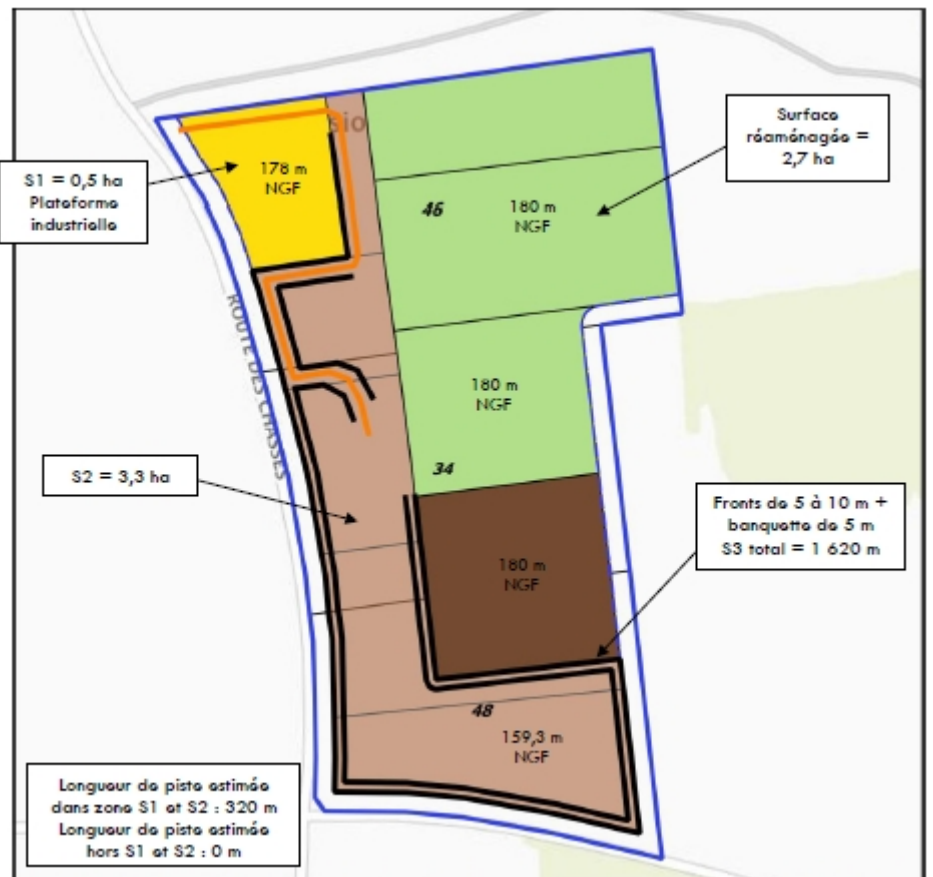 sio
178 m
NGF
S1 = 0,5 ha
Plateforme
industrielle
Surface
réaménagée =
2,7 ha
46
180 m
NGF
ROUTE DES CHASSES
180 m
NGF
34
S2 = 3,3 ha
Fronts de 5 à 10 m +
banquette de 5 m
S3 total = 1 620 m
180 m
NGF
48
159,3 m
NGF
Longueur de piste estimée
dans zone S1 et S2 : 320 m
Longueur de piste estimée
hors S1 et S2 : 0 m